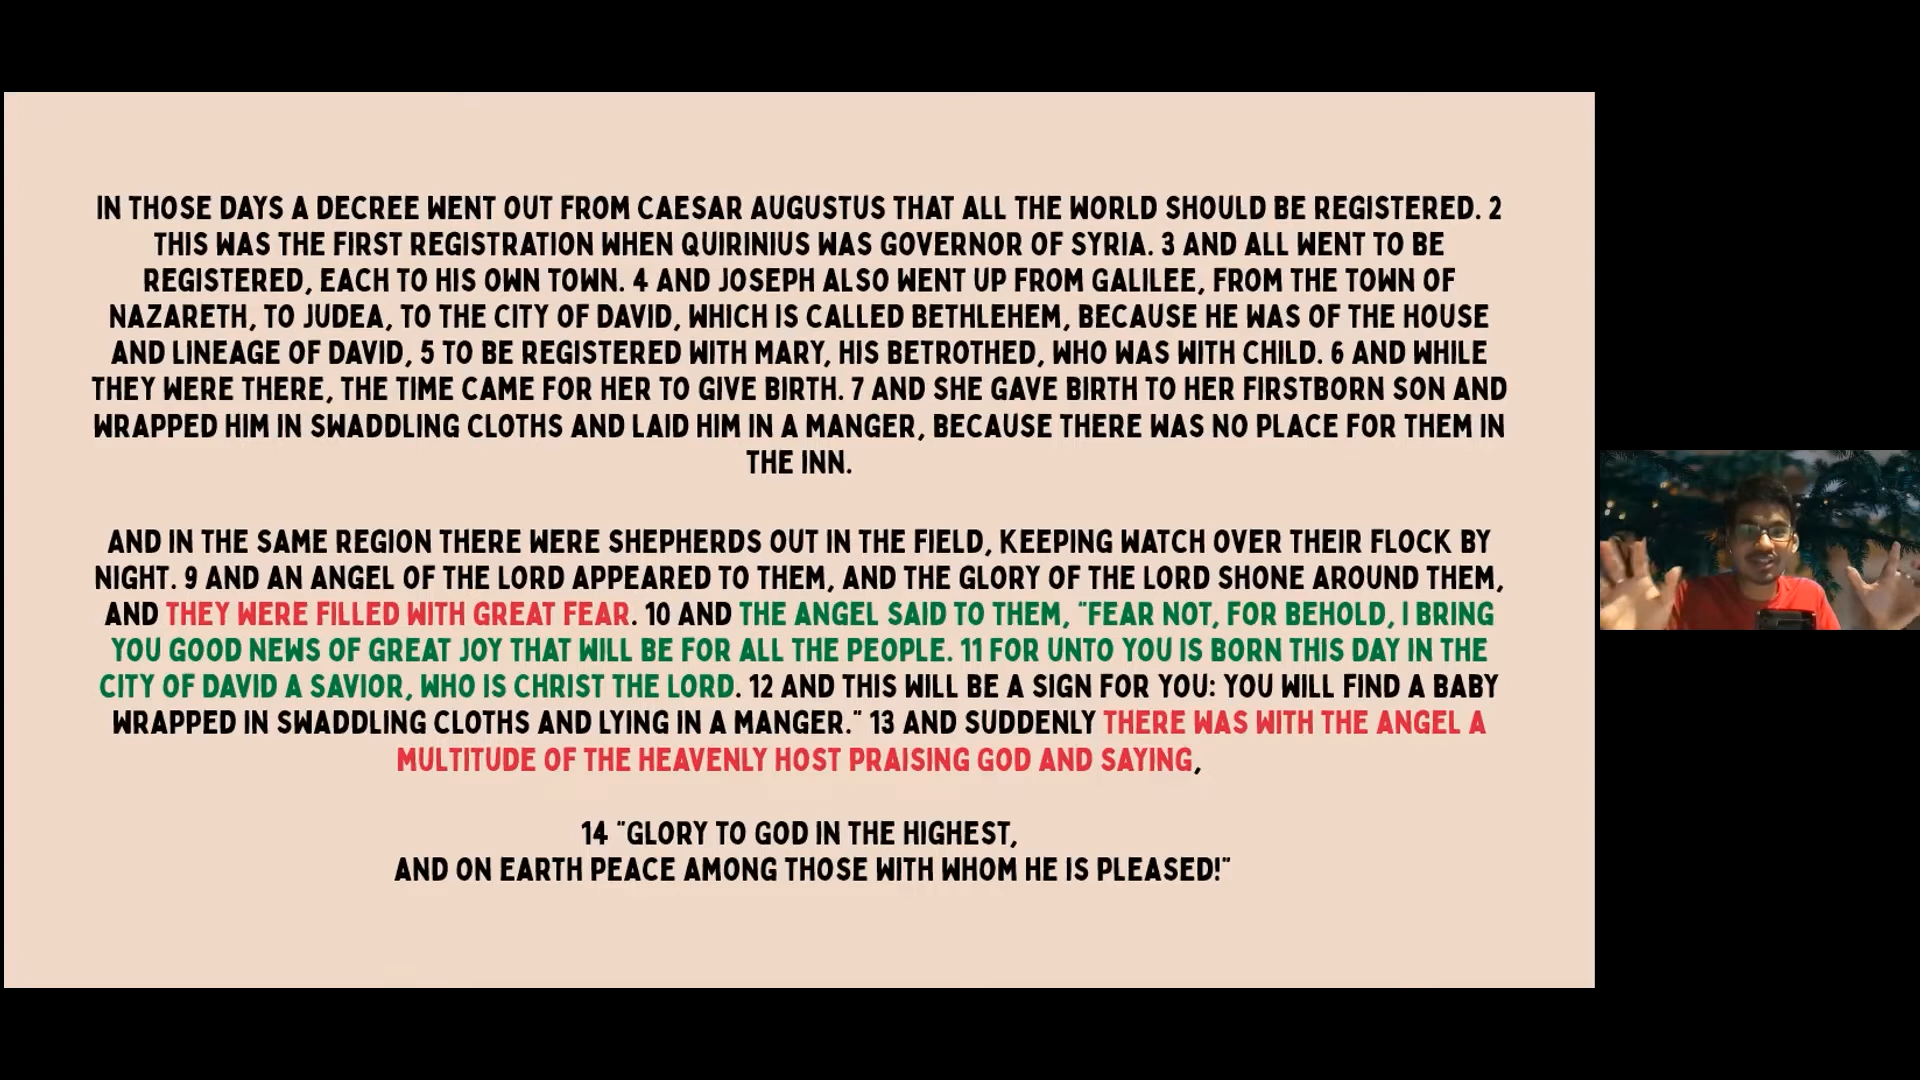 IN THOSE DAYS A DECREE WENT OUT FROM CAESAR AUGUSTUS THAT ALL THE WORLD SHOULD BE REGISTERED. 2
THIS WAS THE FIRST REGISTRATION WHEN QUIRINIUS WAS GOVERNOR OF SYRIA. 3 AND ALL WENT TO BE
REGISTERED, EACH TO HIS OWN TOWN. 4 AND JOSEPH ALSO WENT UP FROM GALILEE, FROM THE TOWN OF
NAZARETH, TO JUDEA, TO THE CITY OF DAVID, WHICH IS CALLED BETHLEHEM, BECAUSE HE WAS OF THE HOUSE
AND LINEAGE OF DAVID, 5 TO BE REGISTERED WITH MARY, HIS BETROTHED, WHO WAS WITH CHILD. 6 AND WHILE
THEY WERE THERE, THE TIME CAME FOR HER TO GIVE BIRTH. 7 AND SHE GAVE BIRTH TO HER FIRSTBORN SON AND
WRAPPED HIM IN SWADDLING CLOTHS AND LAID HIM IN A MANGER, BECAUSE THERE WAS NO PLACE FOR THEM IN
THE INN.
AND IN THE SAME REGION THERE WERE SHEPHERDS OUT IN THE FIELD, KEEPING WATCH OVER THEIR FLOCK BY
NIGHT. 9 AND AN ANGEL OF THE LORD APPEARED TO THEM, AND THE GLORY OF THE LORD SHONE AROUND THEM,
AND THEY WERE FILLED WITH GREAT FEAR. 10 AND THE ANGEL SAID TO THEM, "FEAR NOT, FOR BEHOLD, I BRING
YOU GOOD NEWS OF GREAT JOY THAT WILL BE FOR ALL THE PEOPLE. 11 FOR UNTO YOU IS BORN THIS DAY IN THE
CITY OF DAVID A SAVIOR, WHO IS CHRIST THE LORD. 12 AND THIS WILL BE A SIGN FOR YOU: YOU WILL FIND A BABY
WRAPPED IN SWADDLING CLOTHS AND LYING IN A MANGER." 13 AND SUDDENLY THERE WAS WITH THE ANGEL A
MULTITUDE OF THE HEAVENLY HOST PRAISING GOD AND SAYING,
14 "GLORY TO GOD IN THE HIGHEST,
AND ON EARTH PEACE AMONG THOSE WITH WHOM HE IS PLEASED!"